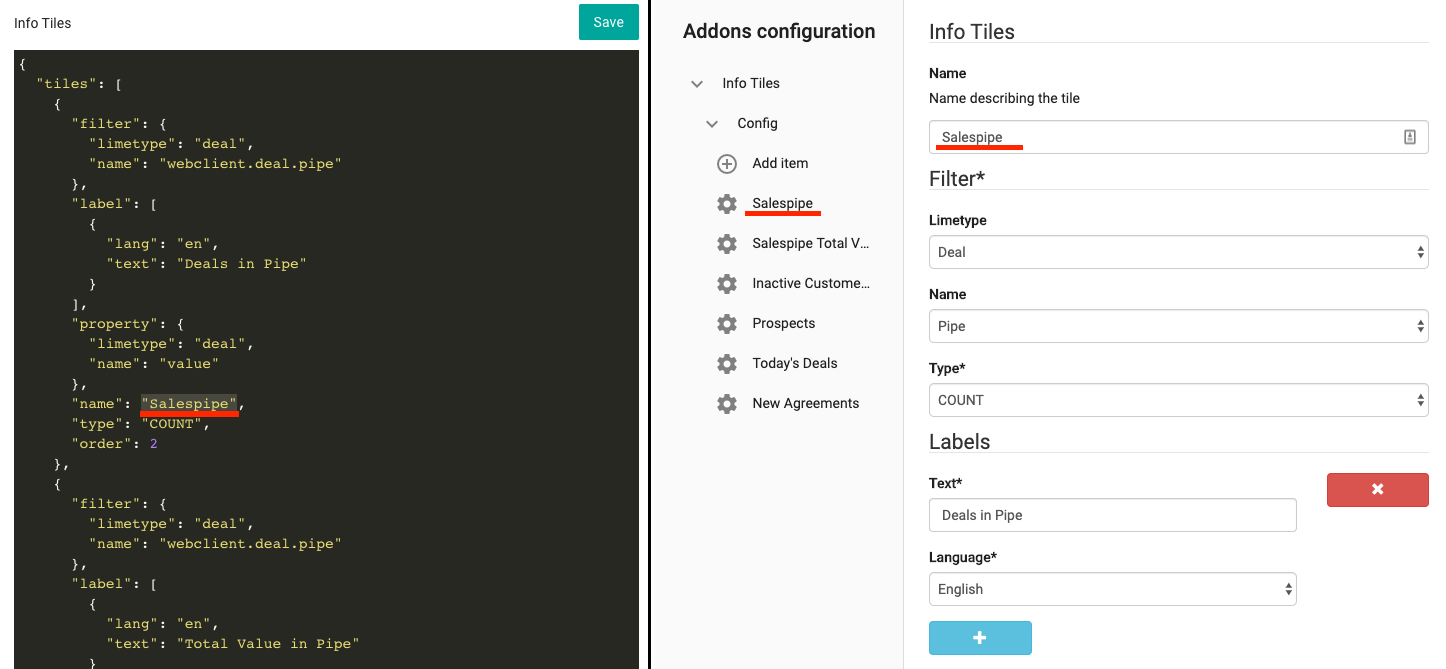 Info Tiles
Save
{
"tiles": [
{
"filter": {
"limetype": "deal",
"name": "webclient.deal.pipe"
},
"label": [
{
"lang": "en",
"text": "Deals in Pipe"
}
],
"property": {
"limetype": "deal",
"name": "value"
},
"name": "Salespipe",
"type": "COUNT",
"order": 2
},
{
"filter": {
"limetype": "deal",
"name": "webclient.deal.pipe"
},
"label": [
{
"lang": "en",
"text": "Total Value in Pipe"
}
Addons configuration
Info Tiles
Config
Add item
Salespipe
Salespipe Total V...
Inactive Custome...
Prospects
Today's Deals
New Agreements
Info Tiles
Name
Name describing the tile
Salespipe
Filter*
Limetype
Deal
Name
Pipe
Type*
COUNT
Labels
Text*
Deals in Pipe
Language*
English